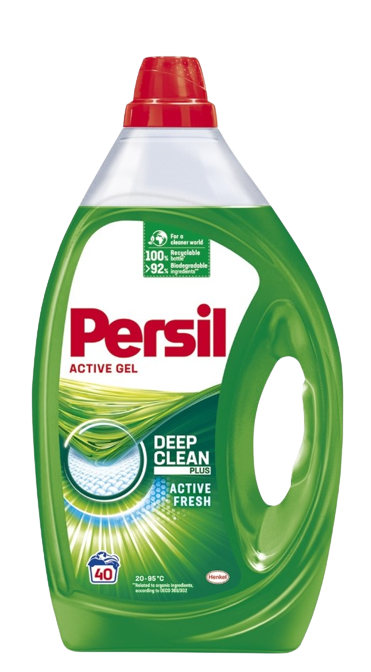 For a
cleaner world
100% Recyclable
bottle*
>92% Biodegradable
ingredients**
Persil
ACTIVE GEL
DEEP
CLEAN
PLUS
ACTIVE
FRESH
40
20-95°C
Henkel
**Related to organic ingredients,
according to OECD 301/302